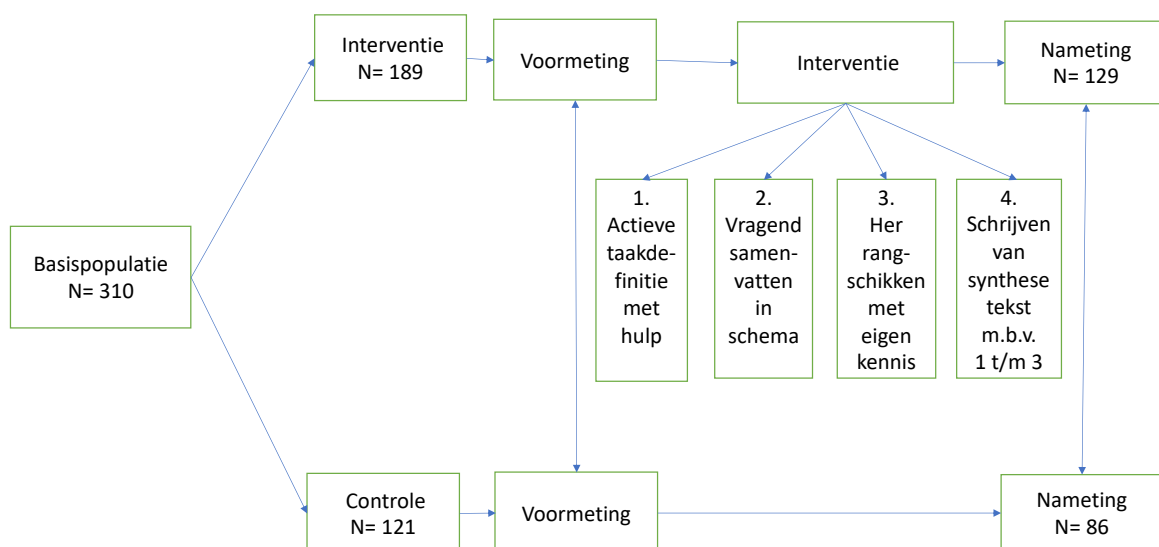 Interventie
N= 189
Voormeting
Interventie
Nameting
N= 129
1.
Actieve
taakde-
finitie
met
hulp
2.
Vragend
samen-
vatten
in
schema
3.
Her
rang-
schikken
met
eigen
kennis
4.
Schrijven
van
synthese
tekst
m.b.v.
1 t/m 3
Basispopulatie
N= 310
Controle
N= 121
Voormeting
Nameting
N= 86